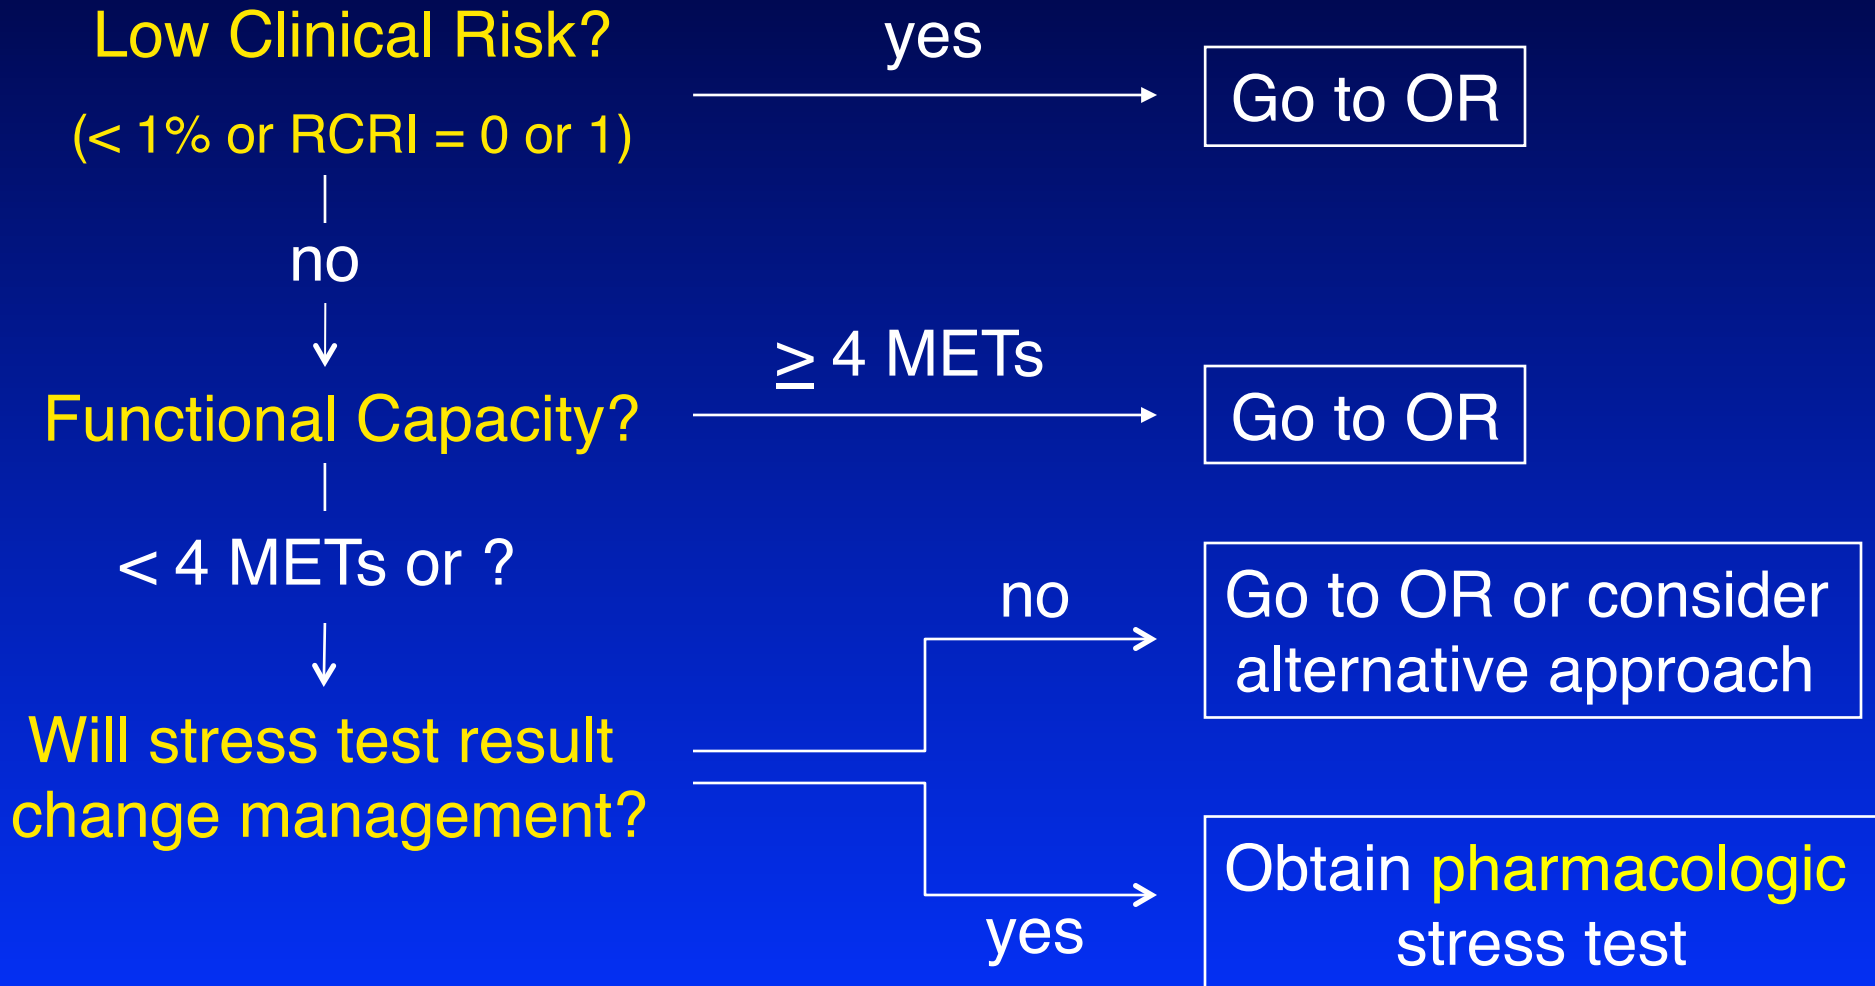 Low Clinical Risk?
yes
Go to OR
(< 1% or RCRI = 0 or 1)
no
≥ 4 METs
Functional Capacity?
Go to OR
< 4 METs or ?
no
Go to OR or consider
alternative approach
Will stress test result
change management?
Obtain pharmacologic
stress test
yes